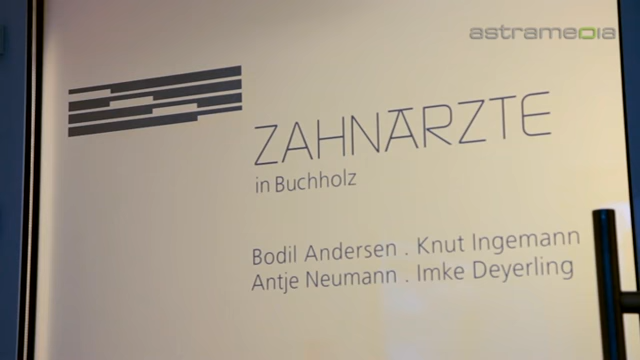 astramedia
ZAHNÄRZTE
in Buchholz
Bodil Andersen . Knut Ingemann
Antje Neumann . Imke Deyerling